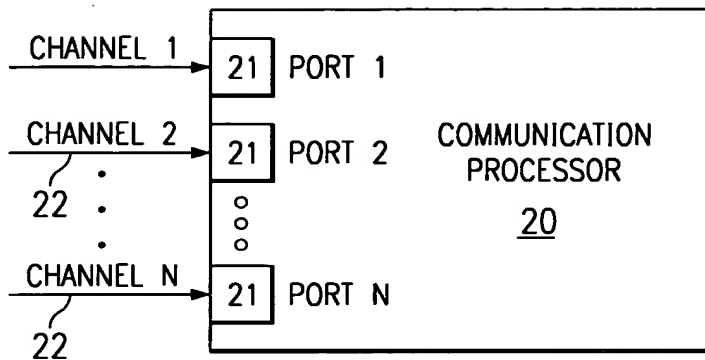 CHANNEL 1
21 PORT 1
CHANNEL 2
21 PORT 2
22
COMMUNICATION
PROCESSOR
20
CHANNEL N
21 PORT N
22